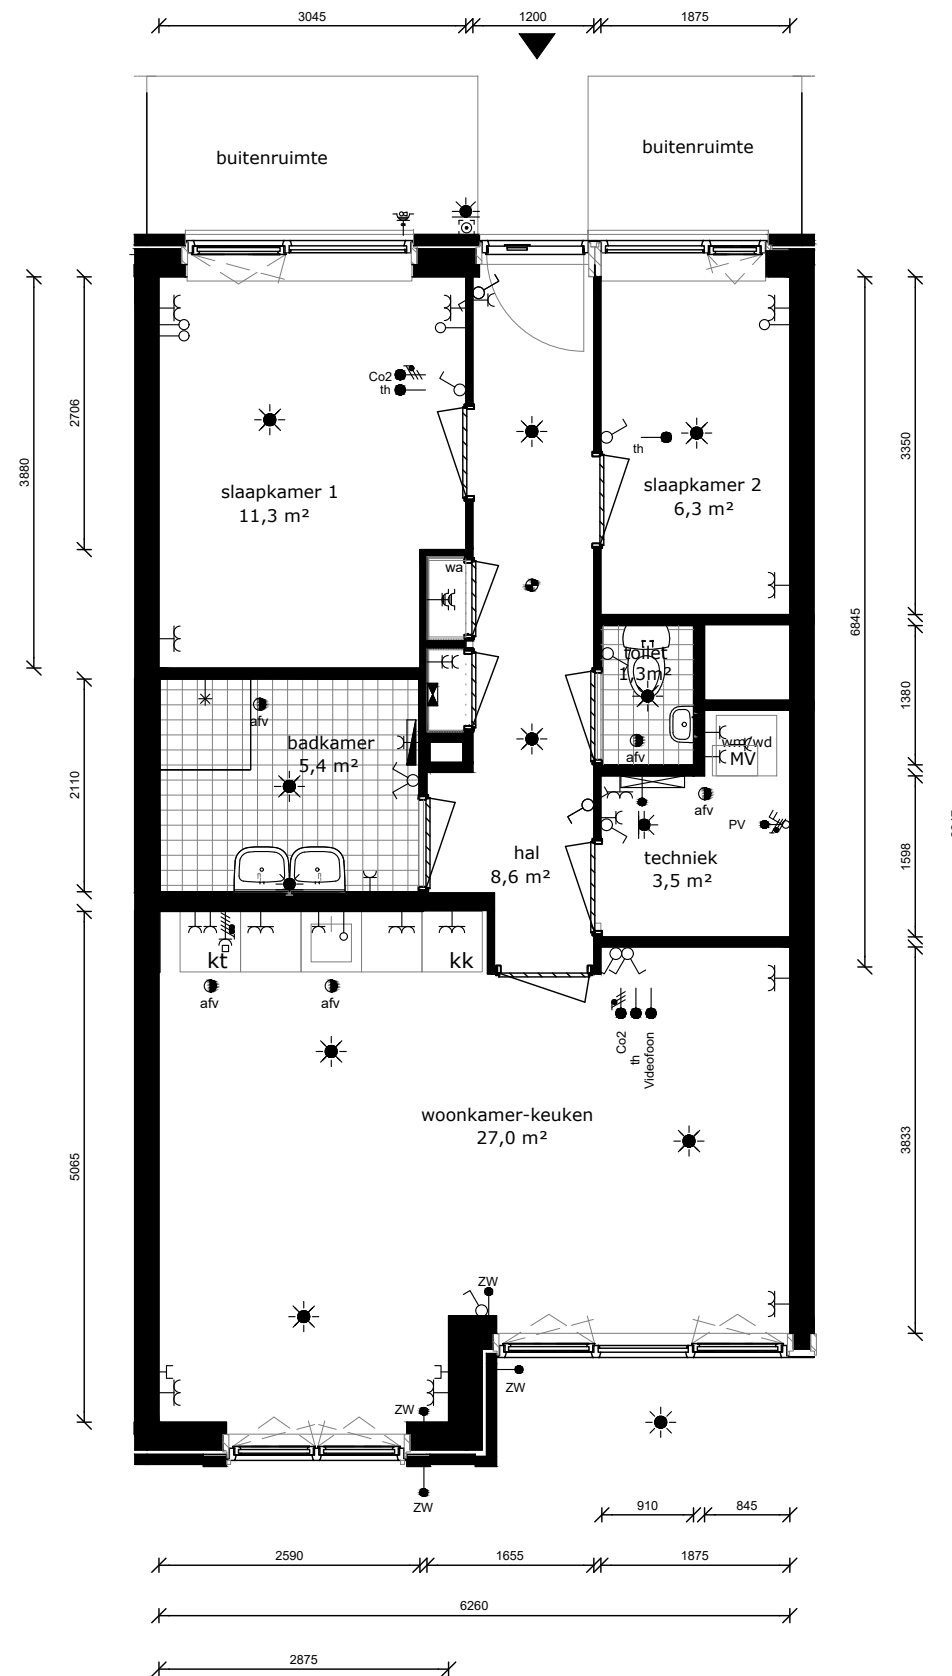 3045
1200
1875
buitenruimte
buitenruimte
2706
3880
3350
6845
Co2
th
th
slaapkamer 1
11,3 m²
slaapkamer 2
6,3 m²
wa
toilet
1,3m²
1380
afv
badkamer
5,4 m²
afv
wm/wd
MV
2110
afv
PV
hal
8,6 m²
techniek
3,5 m²
1598
kt
kk
afv
afv
Co2
th
Videofoon
woonkamer-keuken
27,0 m²
5065
3833
ZW
ZW
ZW
ZW
910
845
2590
1655
1875
6260
2875